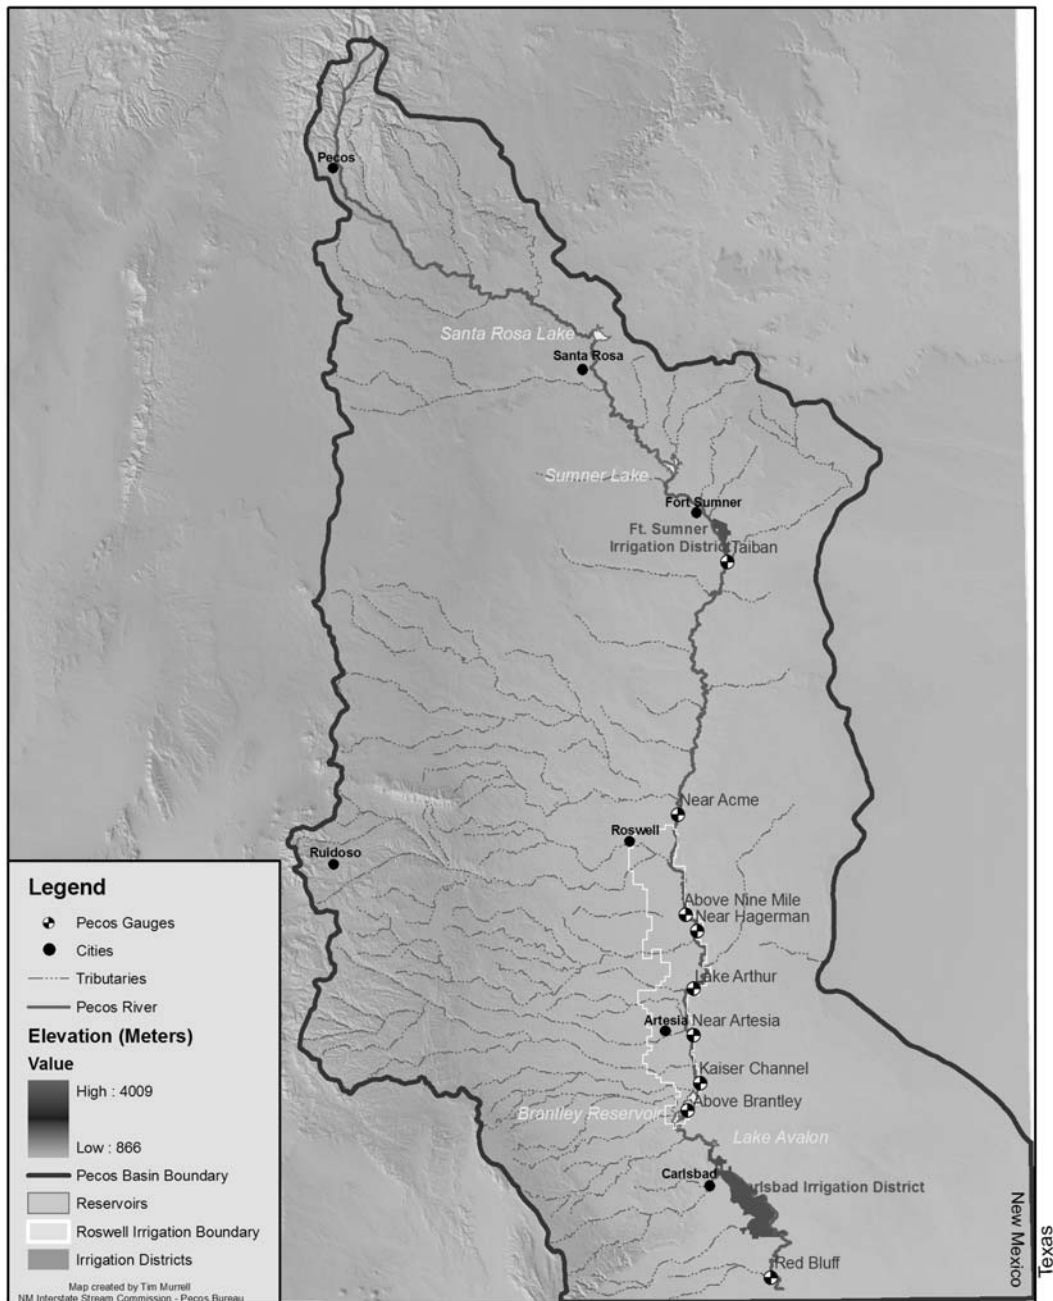 Pecos
Santa Rosa Lake
Santa Rosa
Sumner Lake
Fort Sumner
Ft. Sumner
Irrigation District
Taiban
Near Acme
Roswell
Ruidoso
Above Nine Mile
Near Hagerman
Lake Arthur
Artesia
Near Artesia
Kaiser Channel
Above Brantley
Brantley Reservoir
Lake Avalon
Carlsbad
rlsbad Irrigation District
Red Bluff
New Mexico
Texas
Legend
Pecos Gauges
Cities
Tributaries
Pecos River
Elevation (Meters)
Value
High : 4009
Low : 866
Pecos Basin Boundary
Reservoirs
Roswell Irrigation Boundary
Irrigation Districts
Map created by Tim Murrell
NM Interstate Stream Commission - Pecos Bureau